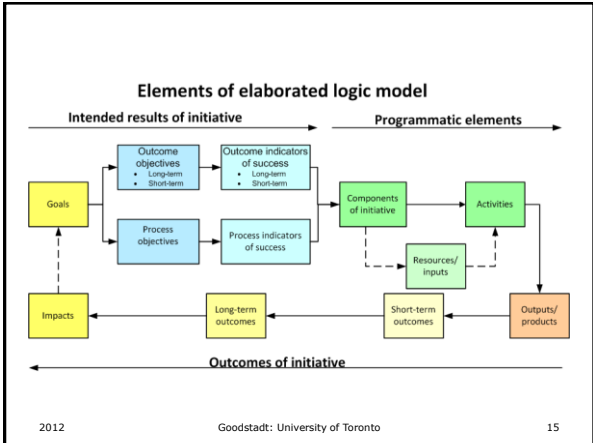 Elements of elaborated logic model
Intended results of initiative
Programmatic elements
Outcome
objectives
• Long-term
• Short-term
Outcome indicators
of success
• Long-term
• Short-term
Goals
Components
of initiative
Activities
Process
objectives
Process indicators
of success
Resources/
inputs
Impacts
Long-term
outcomes
Short-term
outcomes
Outputs/
products
Outcomes of initiative
2012
Goodstadt: University of Toronto
15